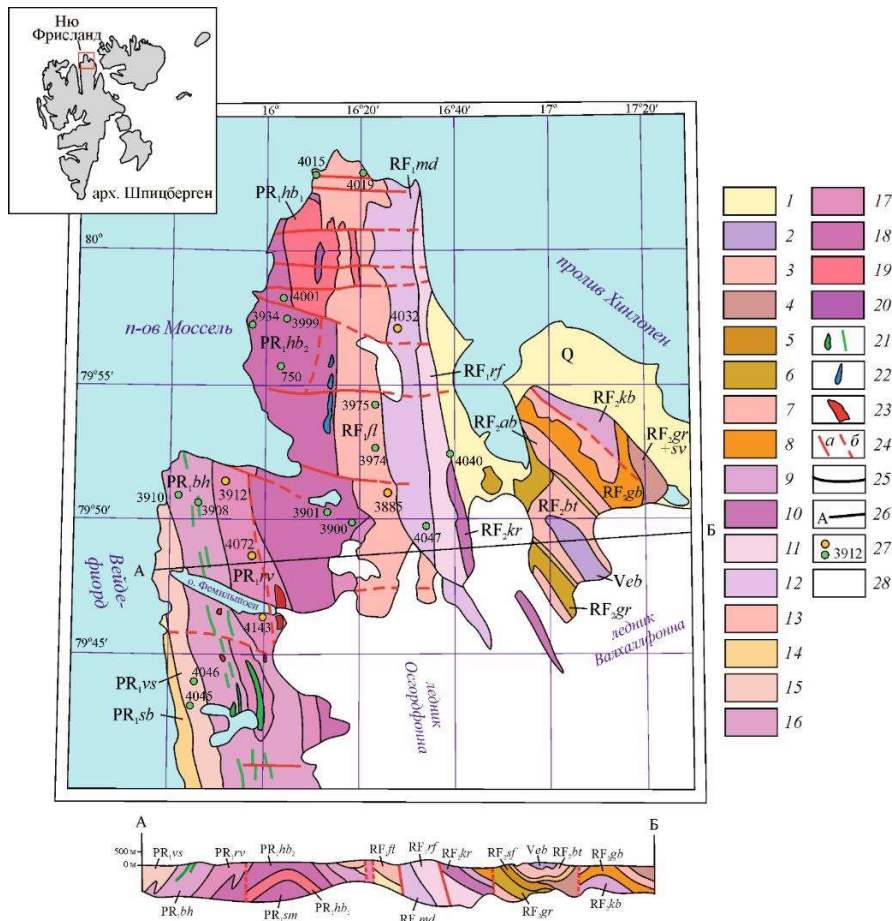 Ню
Фрисланд
арх. Шпицберген
16°
16°20
16°40
17°
17°20
4015
4019
RF₁md
PR₁hb₁
80°
пролив Хинлопен
4001
3934
3999
4032
п-ов Моссель
PR₁hb₂
750
79°55
RF₁rf
Q
RF₂kb
RF₂ab
RF₂gr
+sv
3975
RF₁fl
3974
4040
RF₂gb
PR₁bh
3910
3912
3908
3901
3885
79°50
3900
4047
RF₂kr
RF₂bt
Б
4072
А
PR₁rv
Вейде-
фиорд
о. Фемильшоен
Veb
RF₂gr
4143
79°45
ледник
Валхаллфонна
ледник
Осгордфонна
PR₁vs
4046
4045
PR₁sb
1
2
3
4
5
6
7
8
9
10
11
12
13
14
15
16
17
18
19
20
21
22
23
а б 24
25
А 26
3912 27
28
А
Б
500 м
0 м
PR₁vs
PR₁rv
PR₁hb₂
RF₁fl
RF₁rf
RF₂kr
RF₂sf
Veb
RF₂bt
RF₂gb
PR₁bh
PR₁sm
PR₁hb₁
RF₁md
RF₂gr
RF₂kb